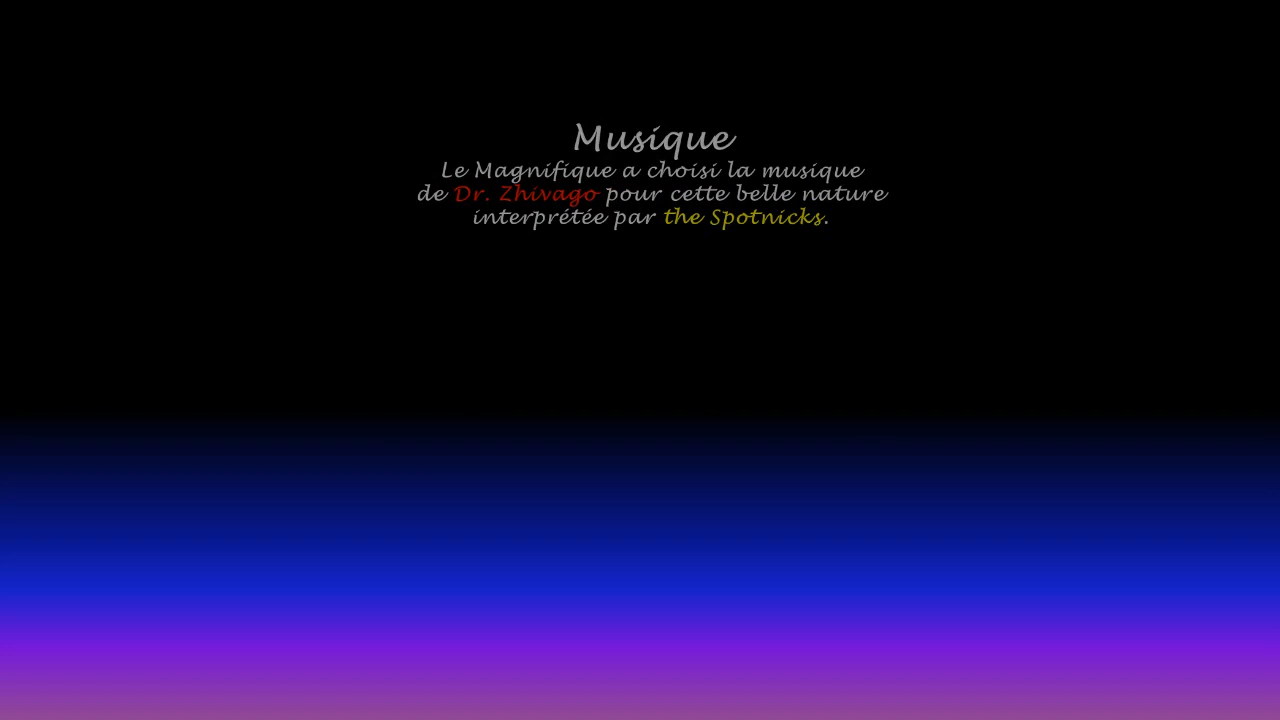 Musique
Le Magnifique a choisi la musique
de Dr. Zhivago pour cette belle nature
interprétée par the Spotnicks.